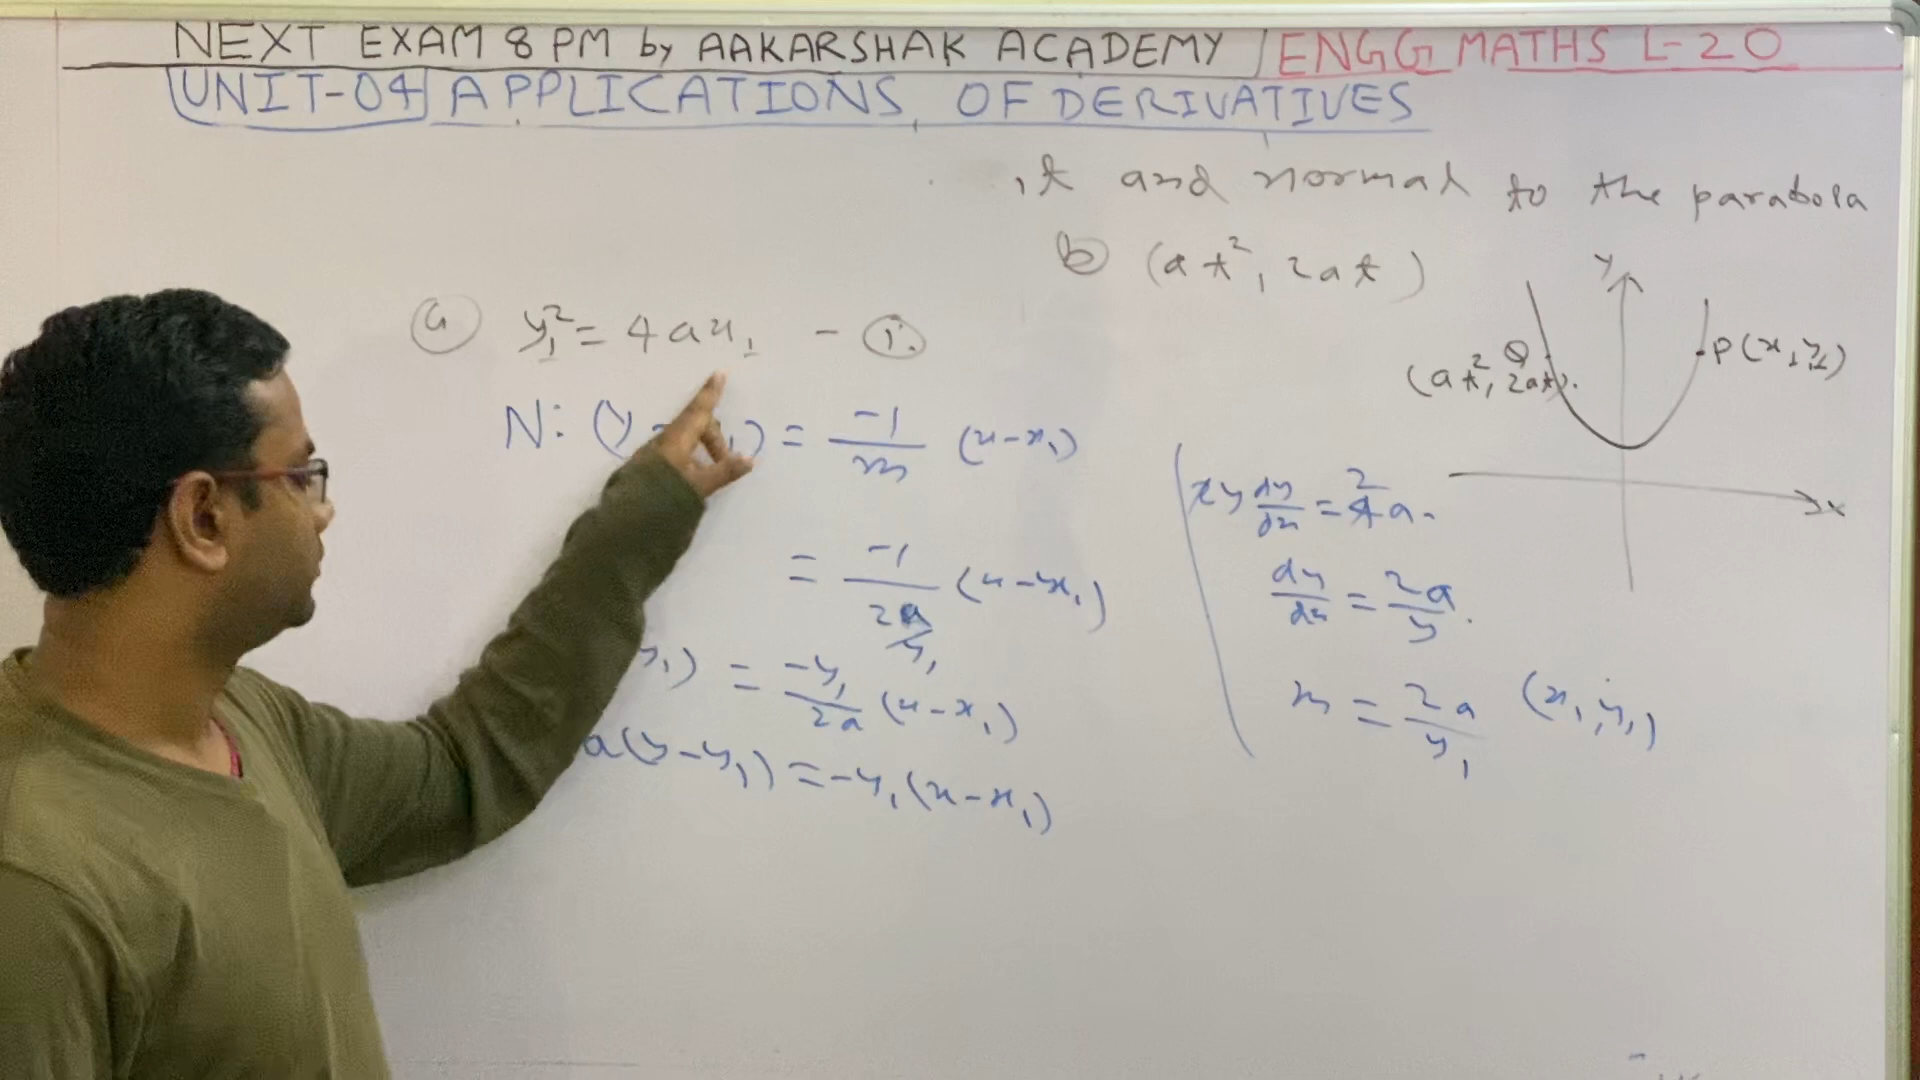 NEXT EXAM 8 PM by AAKARSHAK ACADEMY ENGG MATHS L-20
UNIT-04 APPLICATIONS OF DERIVATIVES
and normal to the parabola
b (at², 2at)
a y₁² = 4ax₁ - i.
N: (y = -1/m (x-x₁)
= -1/(2a/y₁) (x-x₁)
y₁) = -y₁/2a (x-x₁)
a(y-y₁) = -y₁(x-x₁)
y
P(x₁, y₁)
Q
(at², 2at).
x
2y dy/dx = 4a. 2
dy/dx = 2a/y.
m = 2a/y₁ (x₁, y₁)